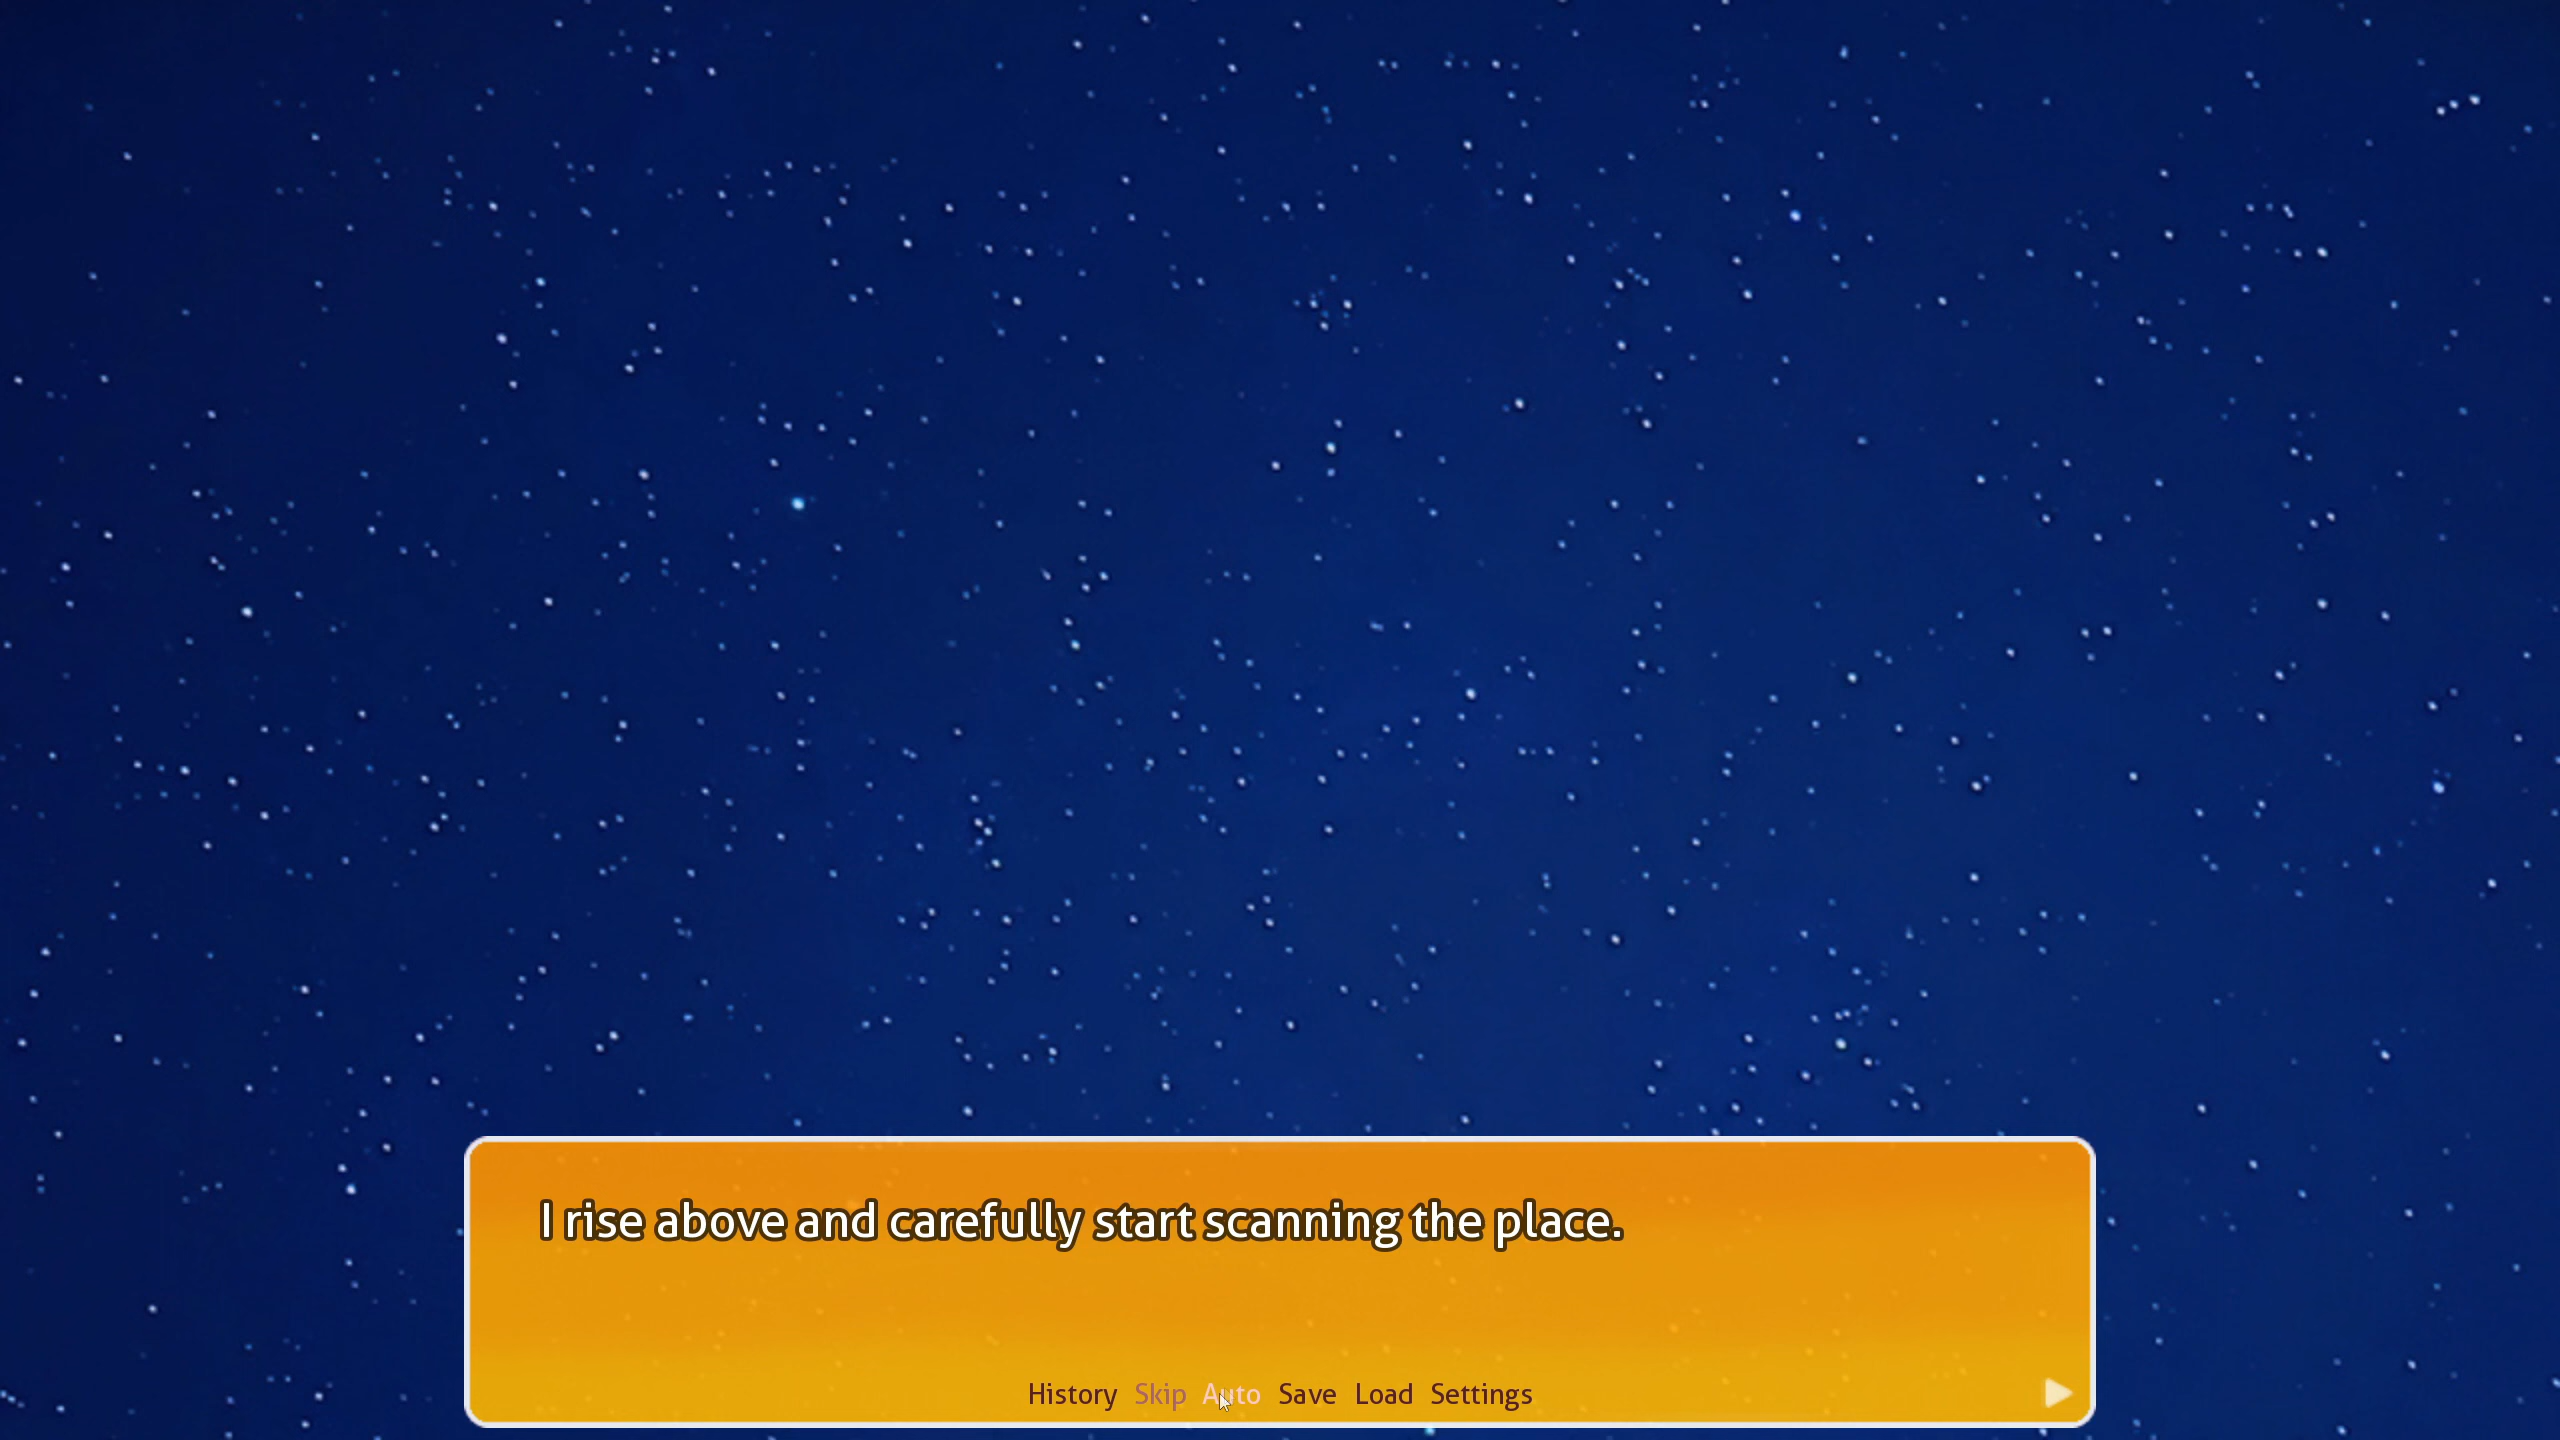 I rise above and carefully start scanning the place.
History Skip Auto Save Load Settings